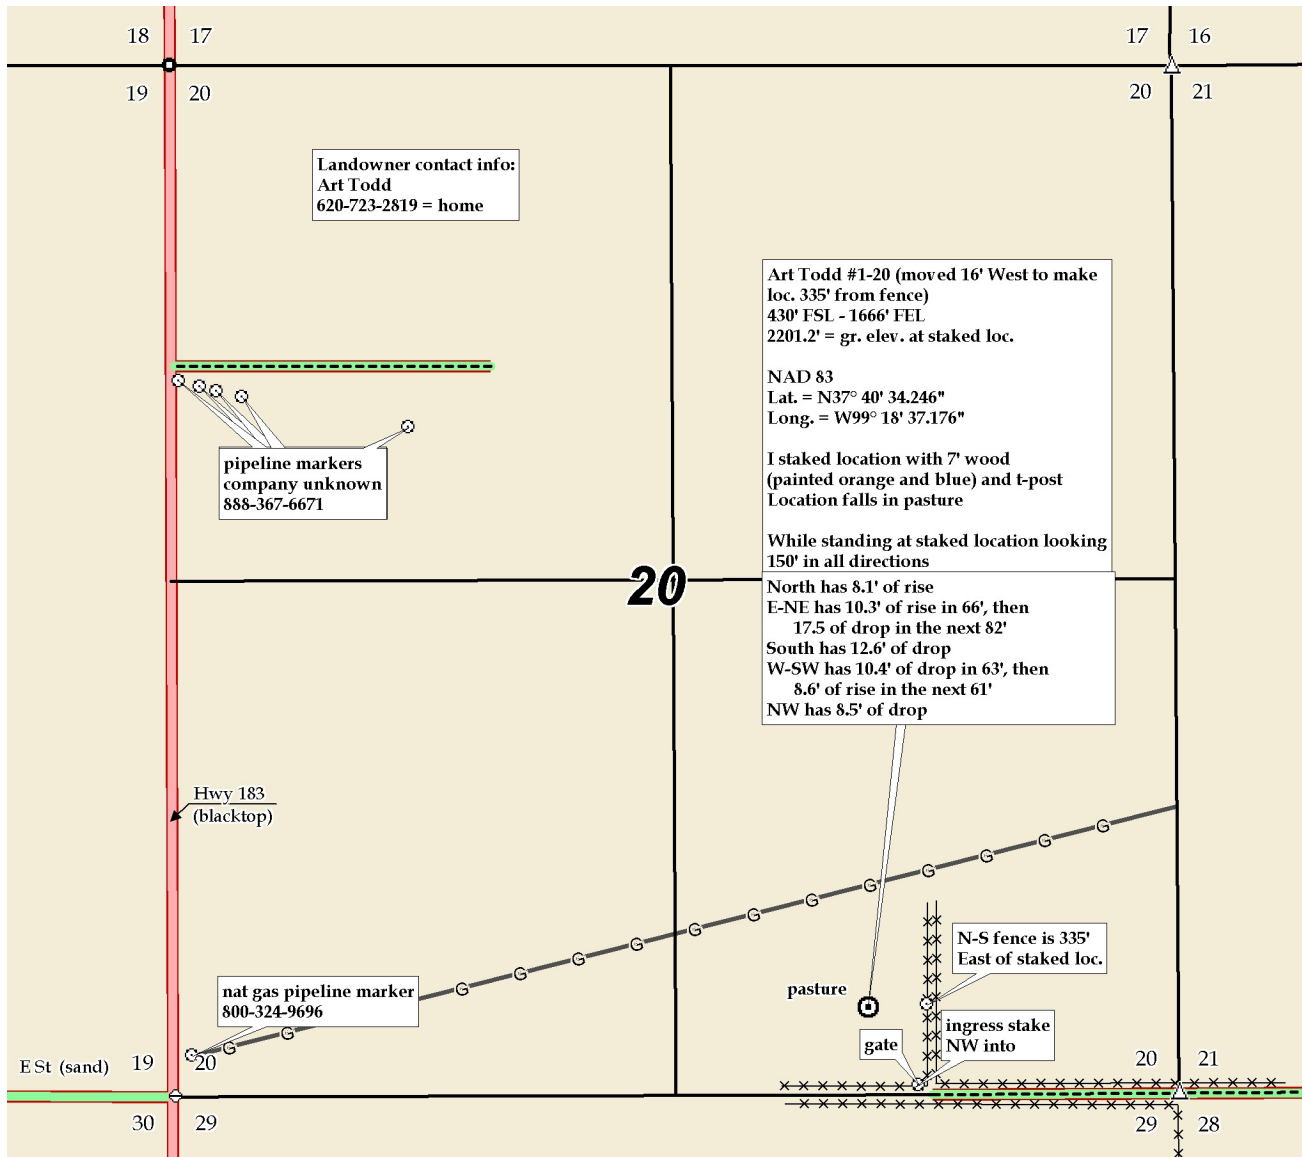 18 17
17 16
19 20
20 21
Landowner contact info:
Art Todd
620-723-2819 = home
Art Todd #1-20 (moved 16' West to make
loc. 335' from fence)
430' FSL - 1666' FEL
2201.2' = gr. elev. at staked loc.
NAD 83
Lat. = N37° 40' 34.246"
Long. = W99° 18' 37.176"
I staked location with 7' wood
(painted orange and blue) and t-post
Location falls in pasture
While standing at staked location looking
150' in all directions
North has 8.1' of rise
E-NE has 10.3' of rise in 66', then
17.5 of drop in the next 82'
South has 12.6' of drop
W-SW has 10.4' of drop in 63', then
8.6' of rise in the next 61'
NW has 8.5' of drop
pipeline markers
company unknown
888-367-6671
20
Hwy 183
(blacktop)
G G G G G G G G G G G G G G
N-S fence is 335'
East of staked loc.
nat gas pipeline marker
800-324-9696
pasture
ingress stake
NW into
gate
E St (sand)
19 20
20 21
30 29
29 28